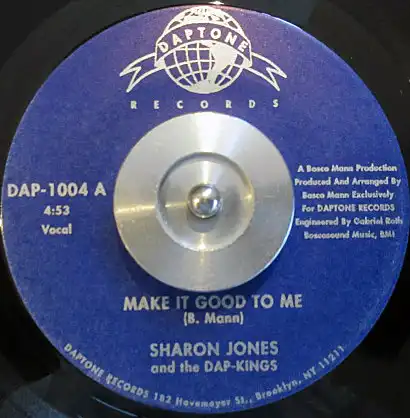 DAPTONE
RECORDS
DAP-1004 A
4:53
Vocal
A Bosco Mann Production
Produced And Arranged By
Bosco Mann Exclusively
For DAPTONE RECORDS
Engineered By Gabriel Roth
Boscosound Music, BMI
MAKE IT GOOD TO ME
(B. Mann)
SHARON JONES
and the DAP-KINGS
DAPTONE RECORDS 182 Havemeyer St., Brooklyn, NY 11211